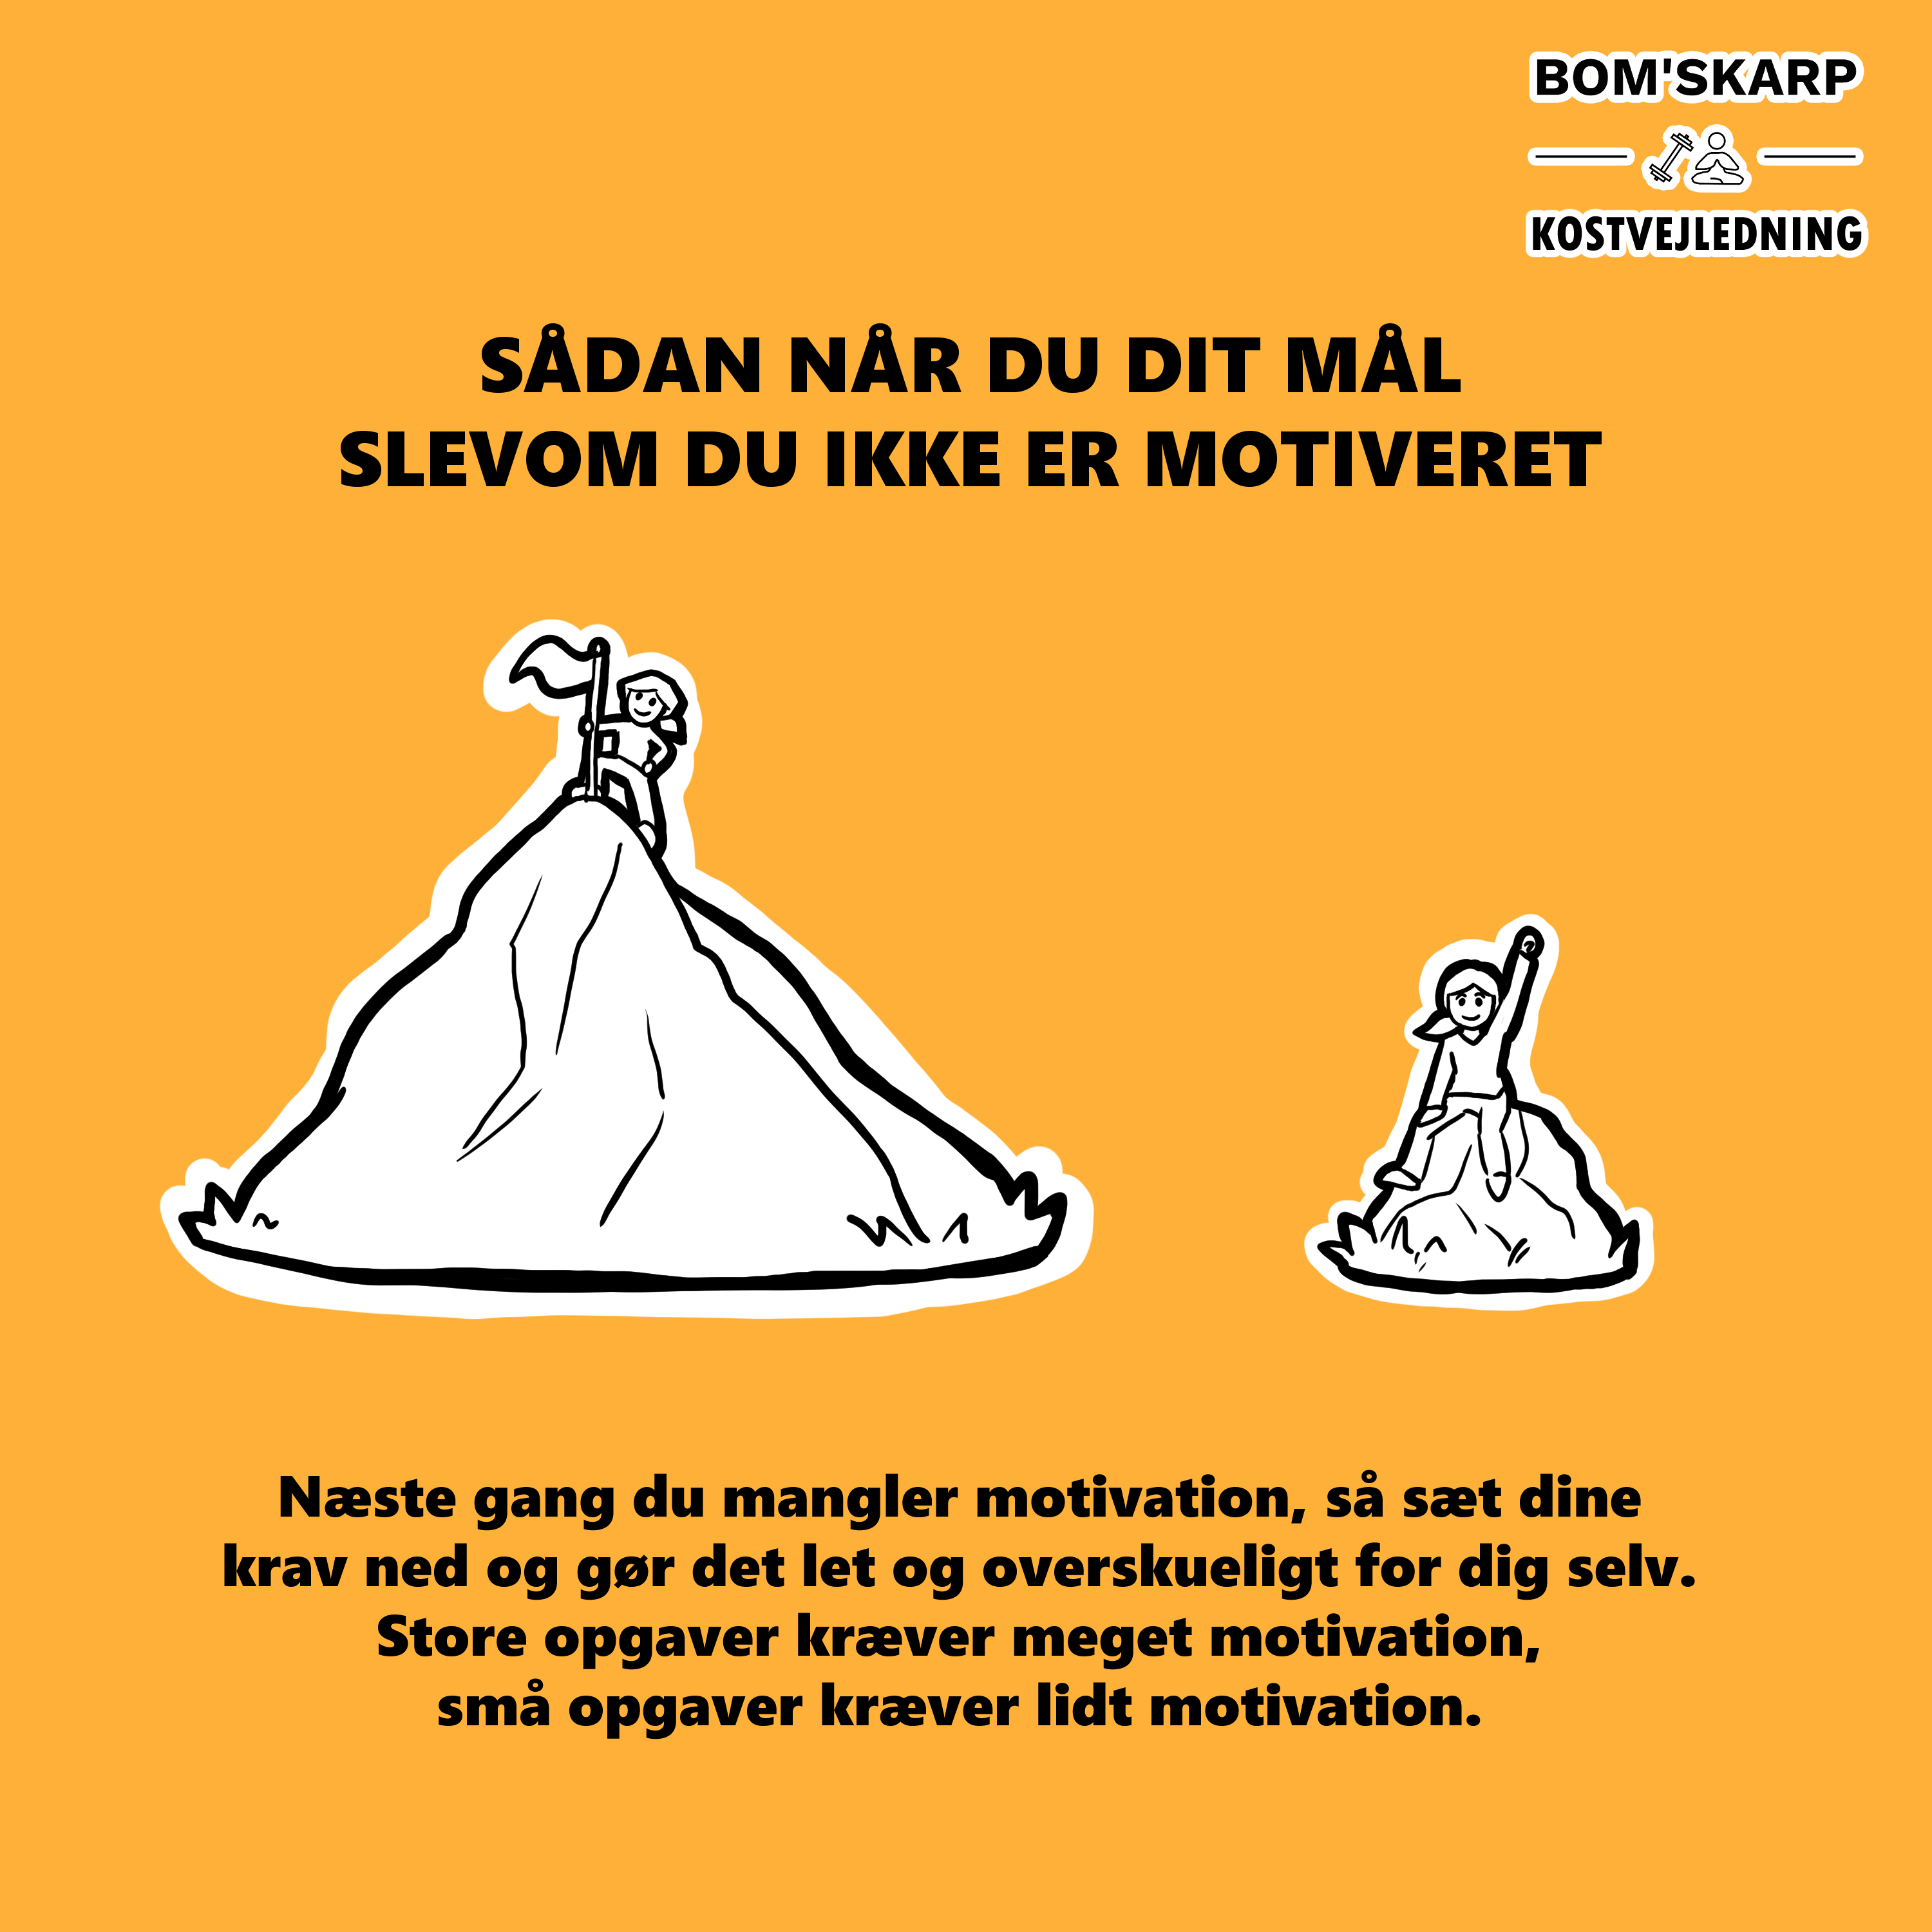 BOM'SKARP
KOSTVEJLEDNING
SÅDAN NÅR DU DIT MÅL
SLEVOM DU IKKE ER MOTIVERET
Næste gang du mangler motivation, så sæt dine
krav ned og gør det let og overskueligt for dig selv.
Store opgaver kræver meget motivation,
små opgaver kræver lidt motivation.